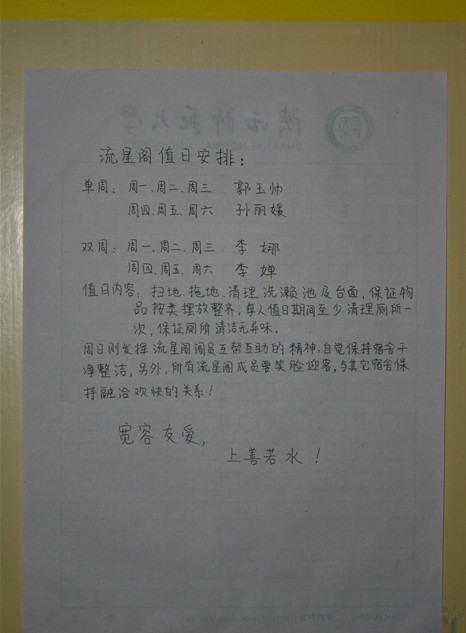 流星阁值日安排：
单周：周一、周二、周三 郭玉帅
周四、周五、周六 孙丽媛
双周：周一、周二、周三 李娜
周四、周五、周六 李婵
值日内容：扫地、拖地、清理洗漱池及台面，保证物
品按类摆放整齐，每人值日期间至少清理厕所一
次，保证厕所清洁无异味。
周日则发挥流星阁阁员互帮互助的精神，自觉保持宿舍干
净整洁，另外，所有流星阁成员要笑脸迎客，与其它宿舍保
持融洽欢快的关系！
宽容友爱，
上善若水！